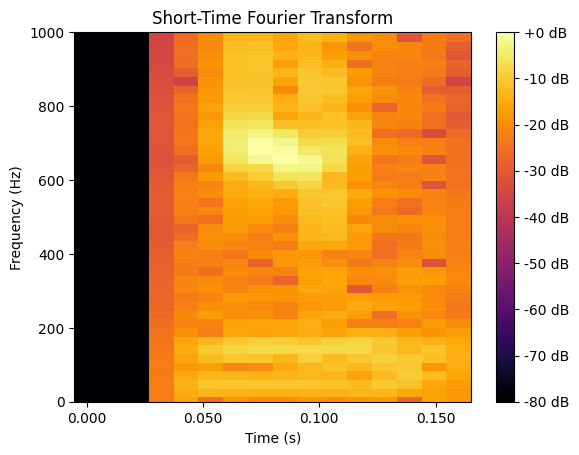 Short-Time Fourier Transform
Frequency (Hz)
1000
800
600
400
200
0
0.000
0.050
0.100
0.150
Time (s)
+0 dB
-10 dB
-20 dB
-30 dB
-40 dB
-50 dB
-60 dB
-70 dB
-80 dB